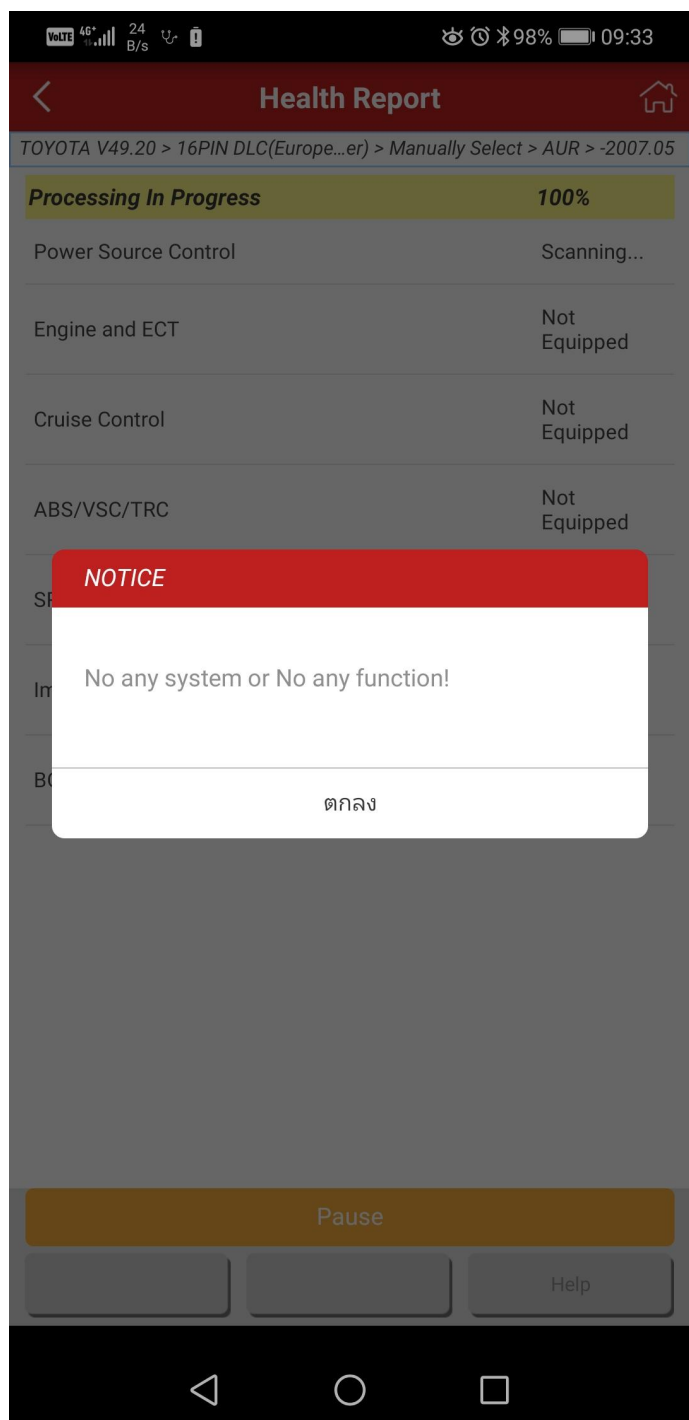 VoLTE 4G+ 24 B/s 98% 09:33
Health Report
TOYOTA V49.20 > 16PIN DLC(Europe...er) > Manually Select > AUR > -2007.05
Processing In Progress 100%
Power Source Control Scanning...
Engine and ECT Not Equipped
Cruise Control Not Equipped
ABS/VSC/TRC Not Equipped
NOTICE
No any system or No any function!
ตกลง
Pause
Help